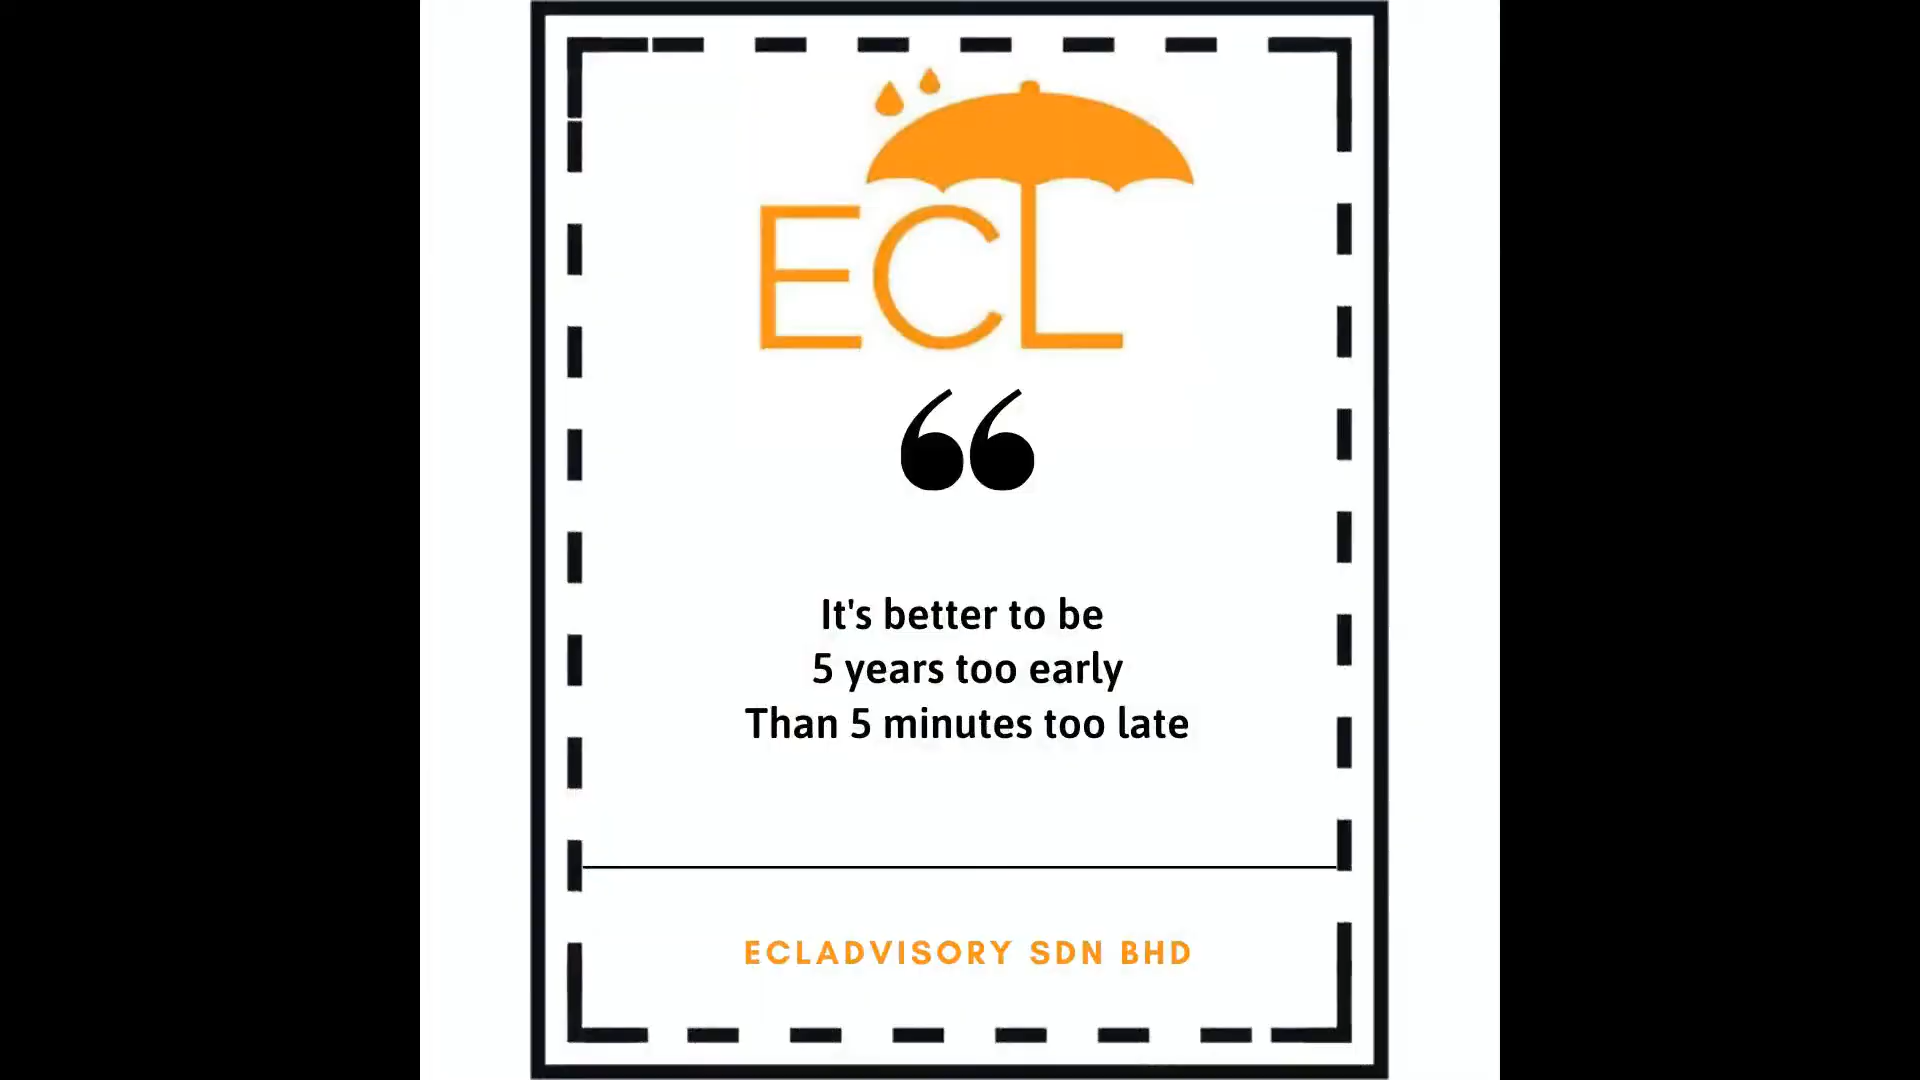 ECL
“
It's better to be
5 years too early
Than 5 minutes too late
ECLADVISORY SDN BHD